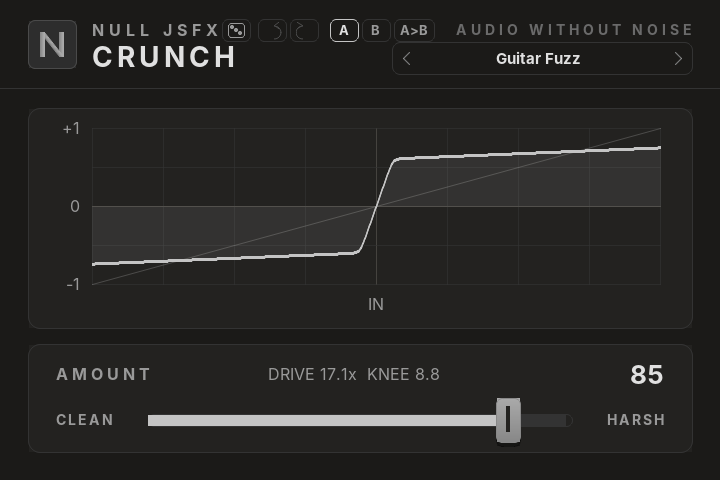 N
NULL JSFX A B A>B AUDIO WITHOUT NOISE
CRUNCH
Guitar Fuzz
+1
0
-1
IN
AMOUNT DRIVE 17.1x KNEE 8.8 85
CLEAN HARSH